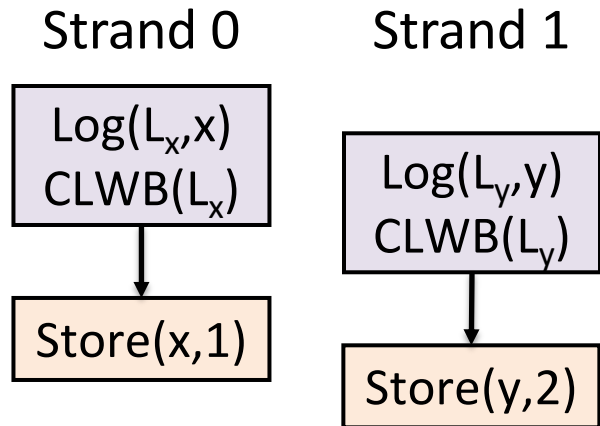 Strand 0
Log(Lx,x)
CLWB(Lx)
Store(x,1)
Strand 1
Log(Ly,y)
CLWB(Ly)
Store(y,2)